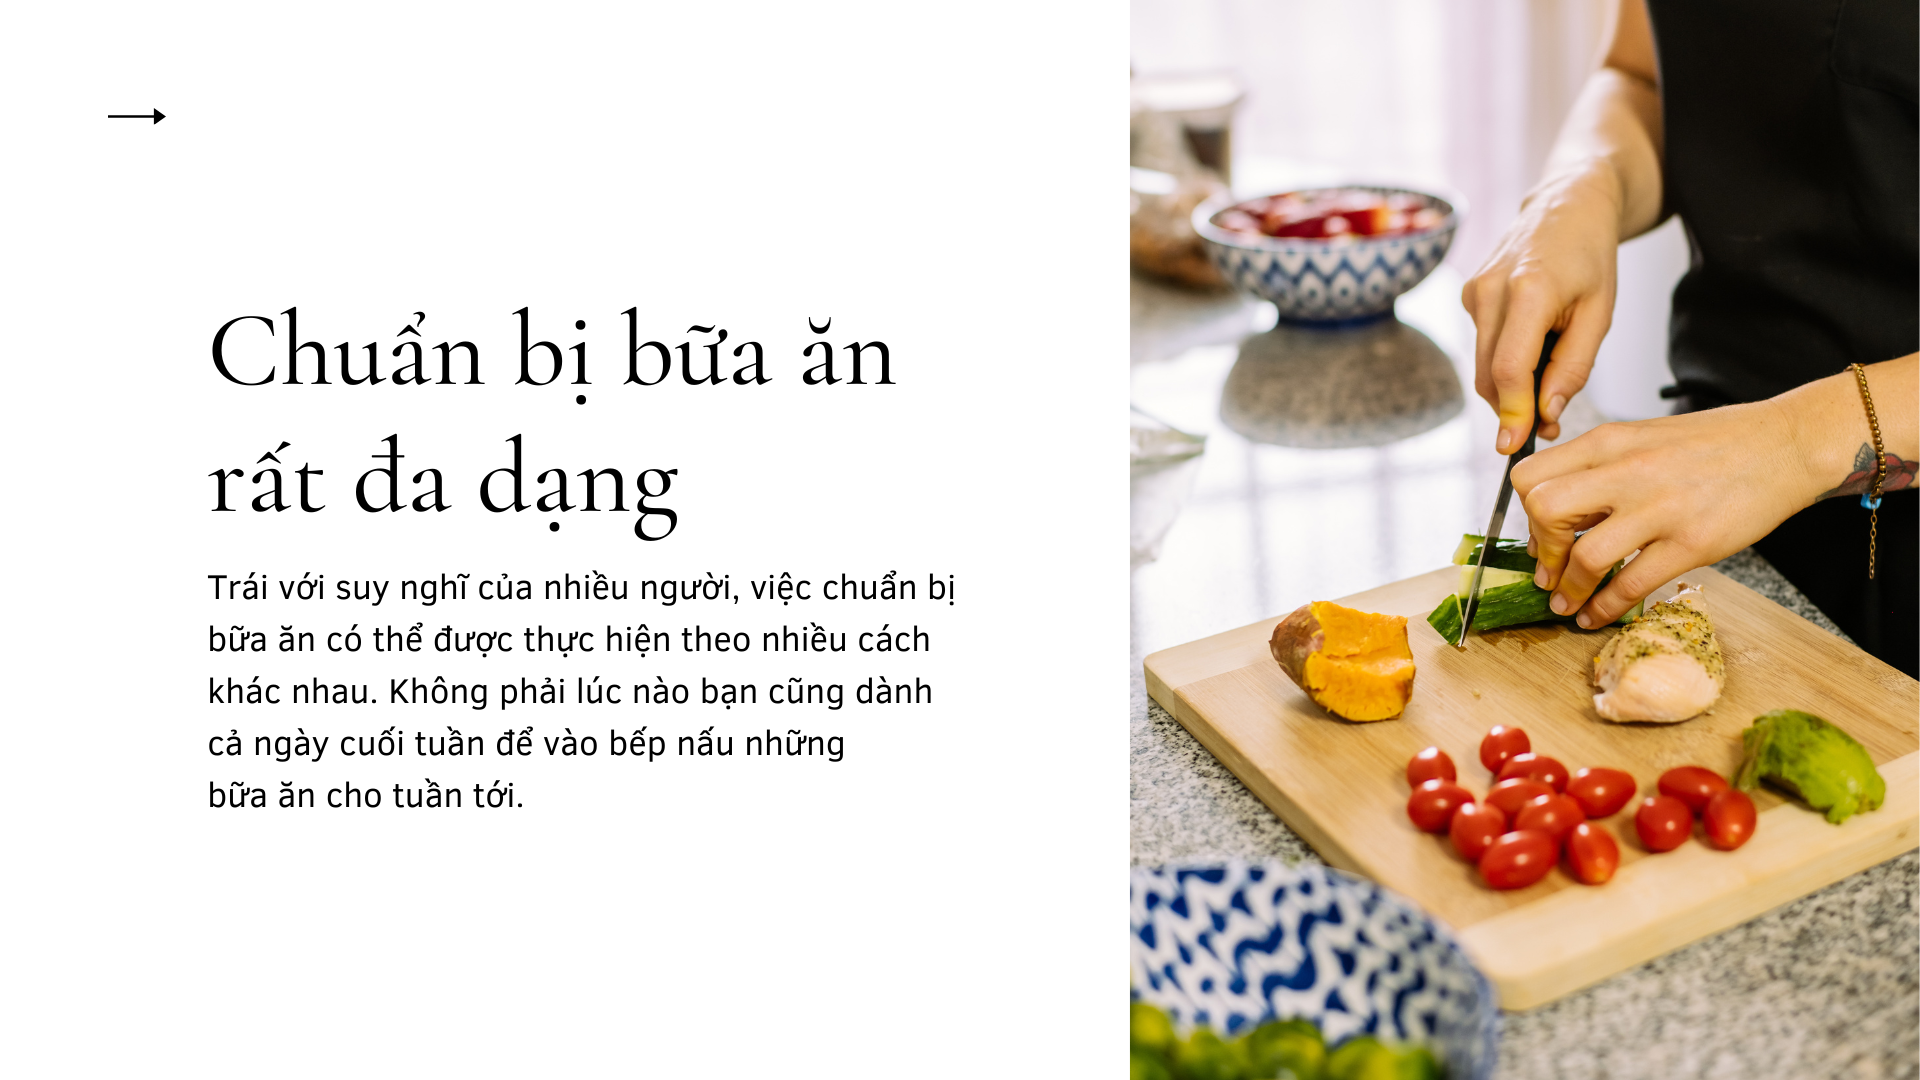 Chuẩn bị bữa ăn
rất đa dạng
Trái với suy nghĩ của nhiều người, việc chuẩn bị
bữa ăn có thể được thực hiện theo nhiều cách
khác nhau. Không phải lúc nào bạn cũng dành
cả ngày cuối tuần để vào bếp nấu những
bữa ăn cho tuần tới.